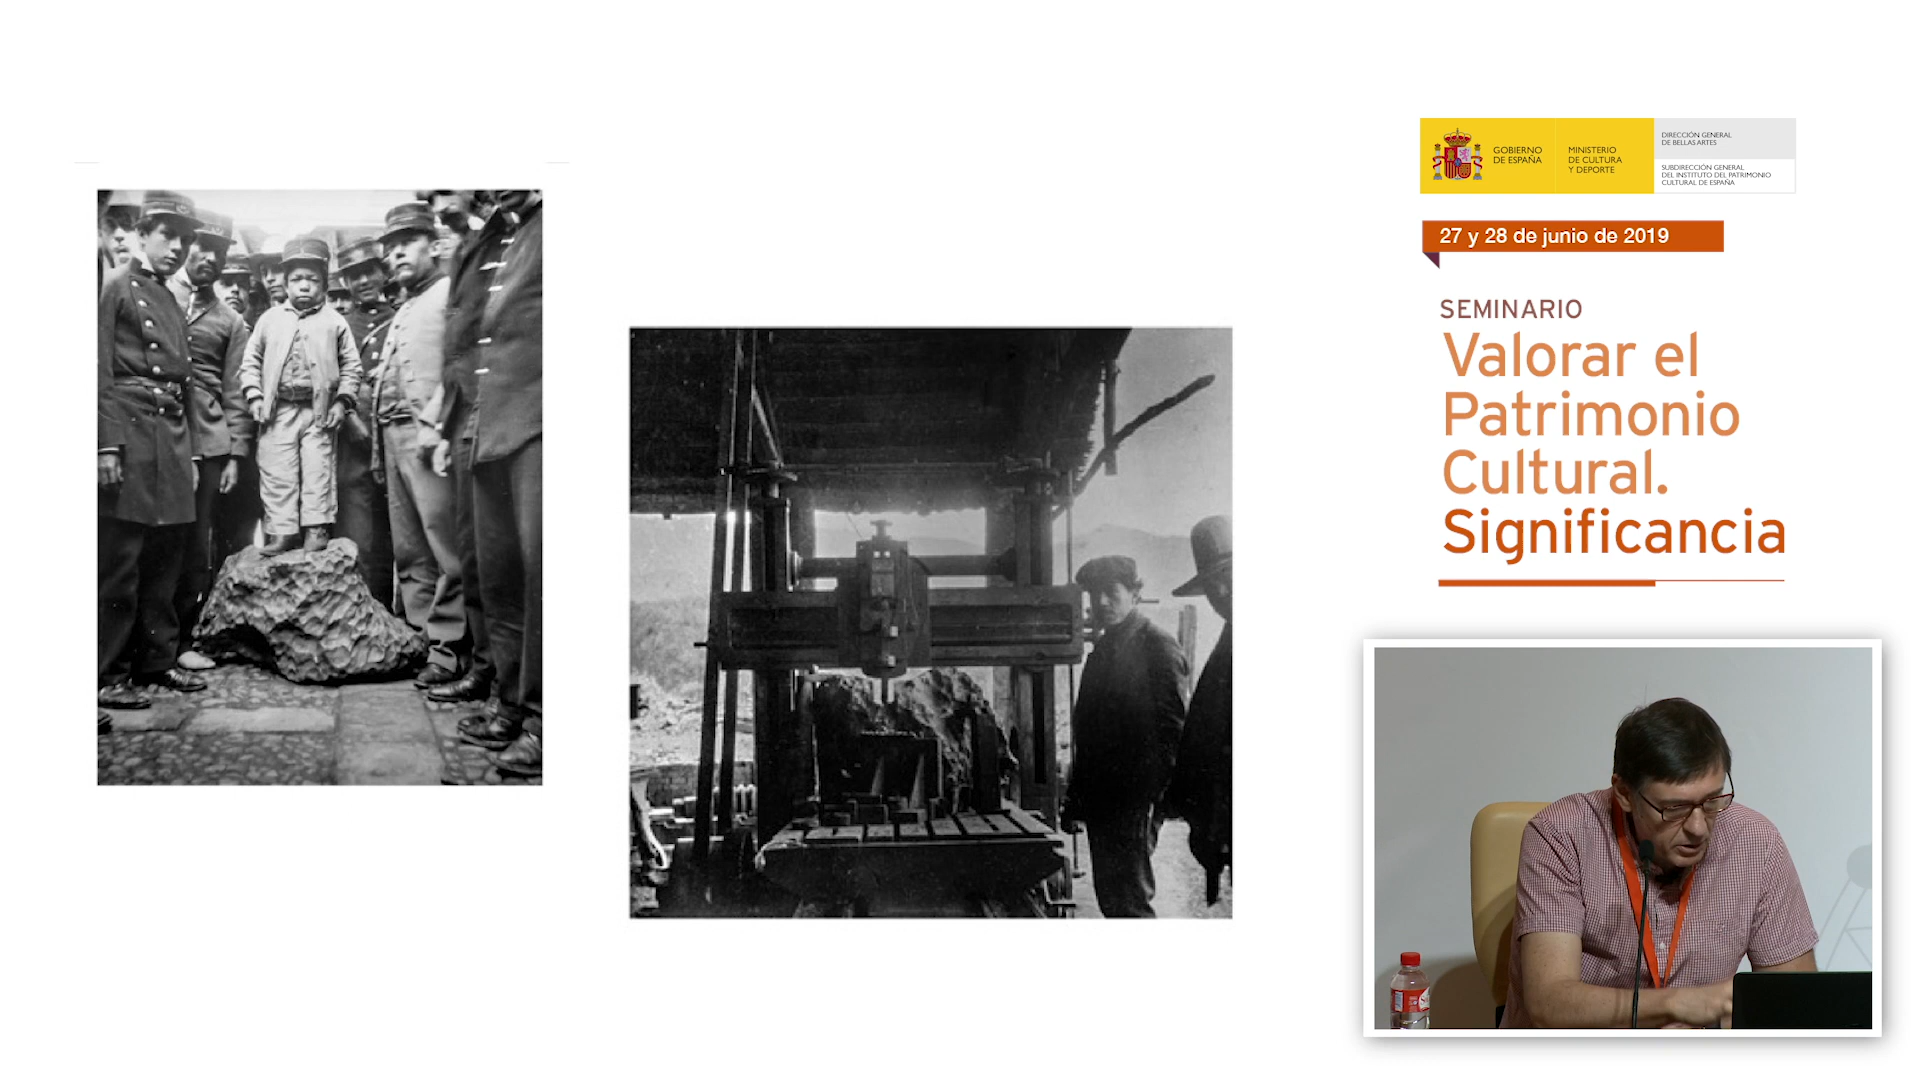 GOBIERNO
DE ESPAÑA
MINISTERIO
DE CULTURA
Y DEPORTE
DIRECCIÓN GENERAL
DE BELLAS ARTES
SUBDIRECCIÓN GENERAL
DEL INSTITUTO DEL PATRIMONIO
CULTURAL DE ESPAÑA
27 y 28 de junio de 2019
SEMINARIO
Valorar el
Patrimonio
Cultural.
Significancia